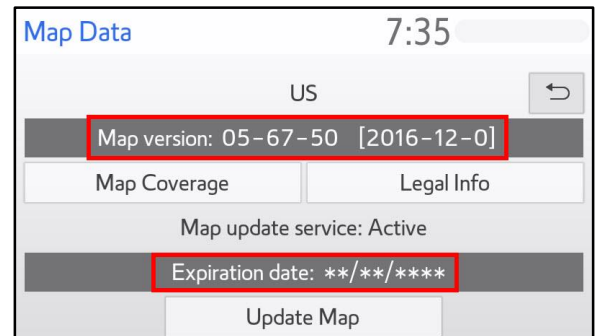 Map Data 7:35
US
Map version: 05-67-50 [2016-12-0]
Map Coverage Legal Info
Map update service: Active
Expiration date: **/**/****
Update Map